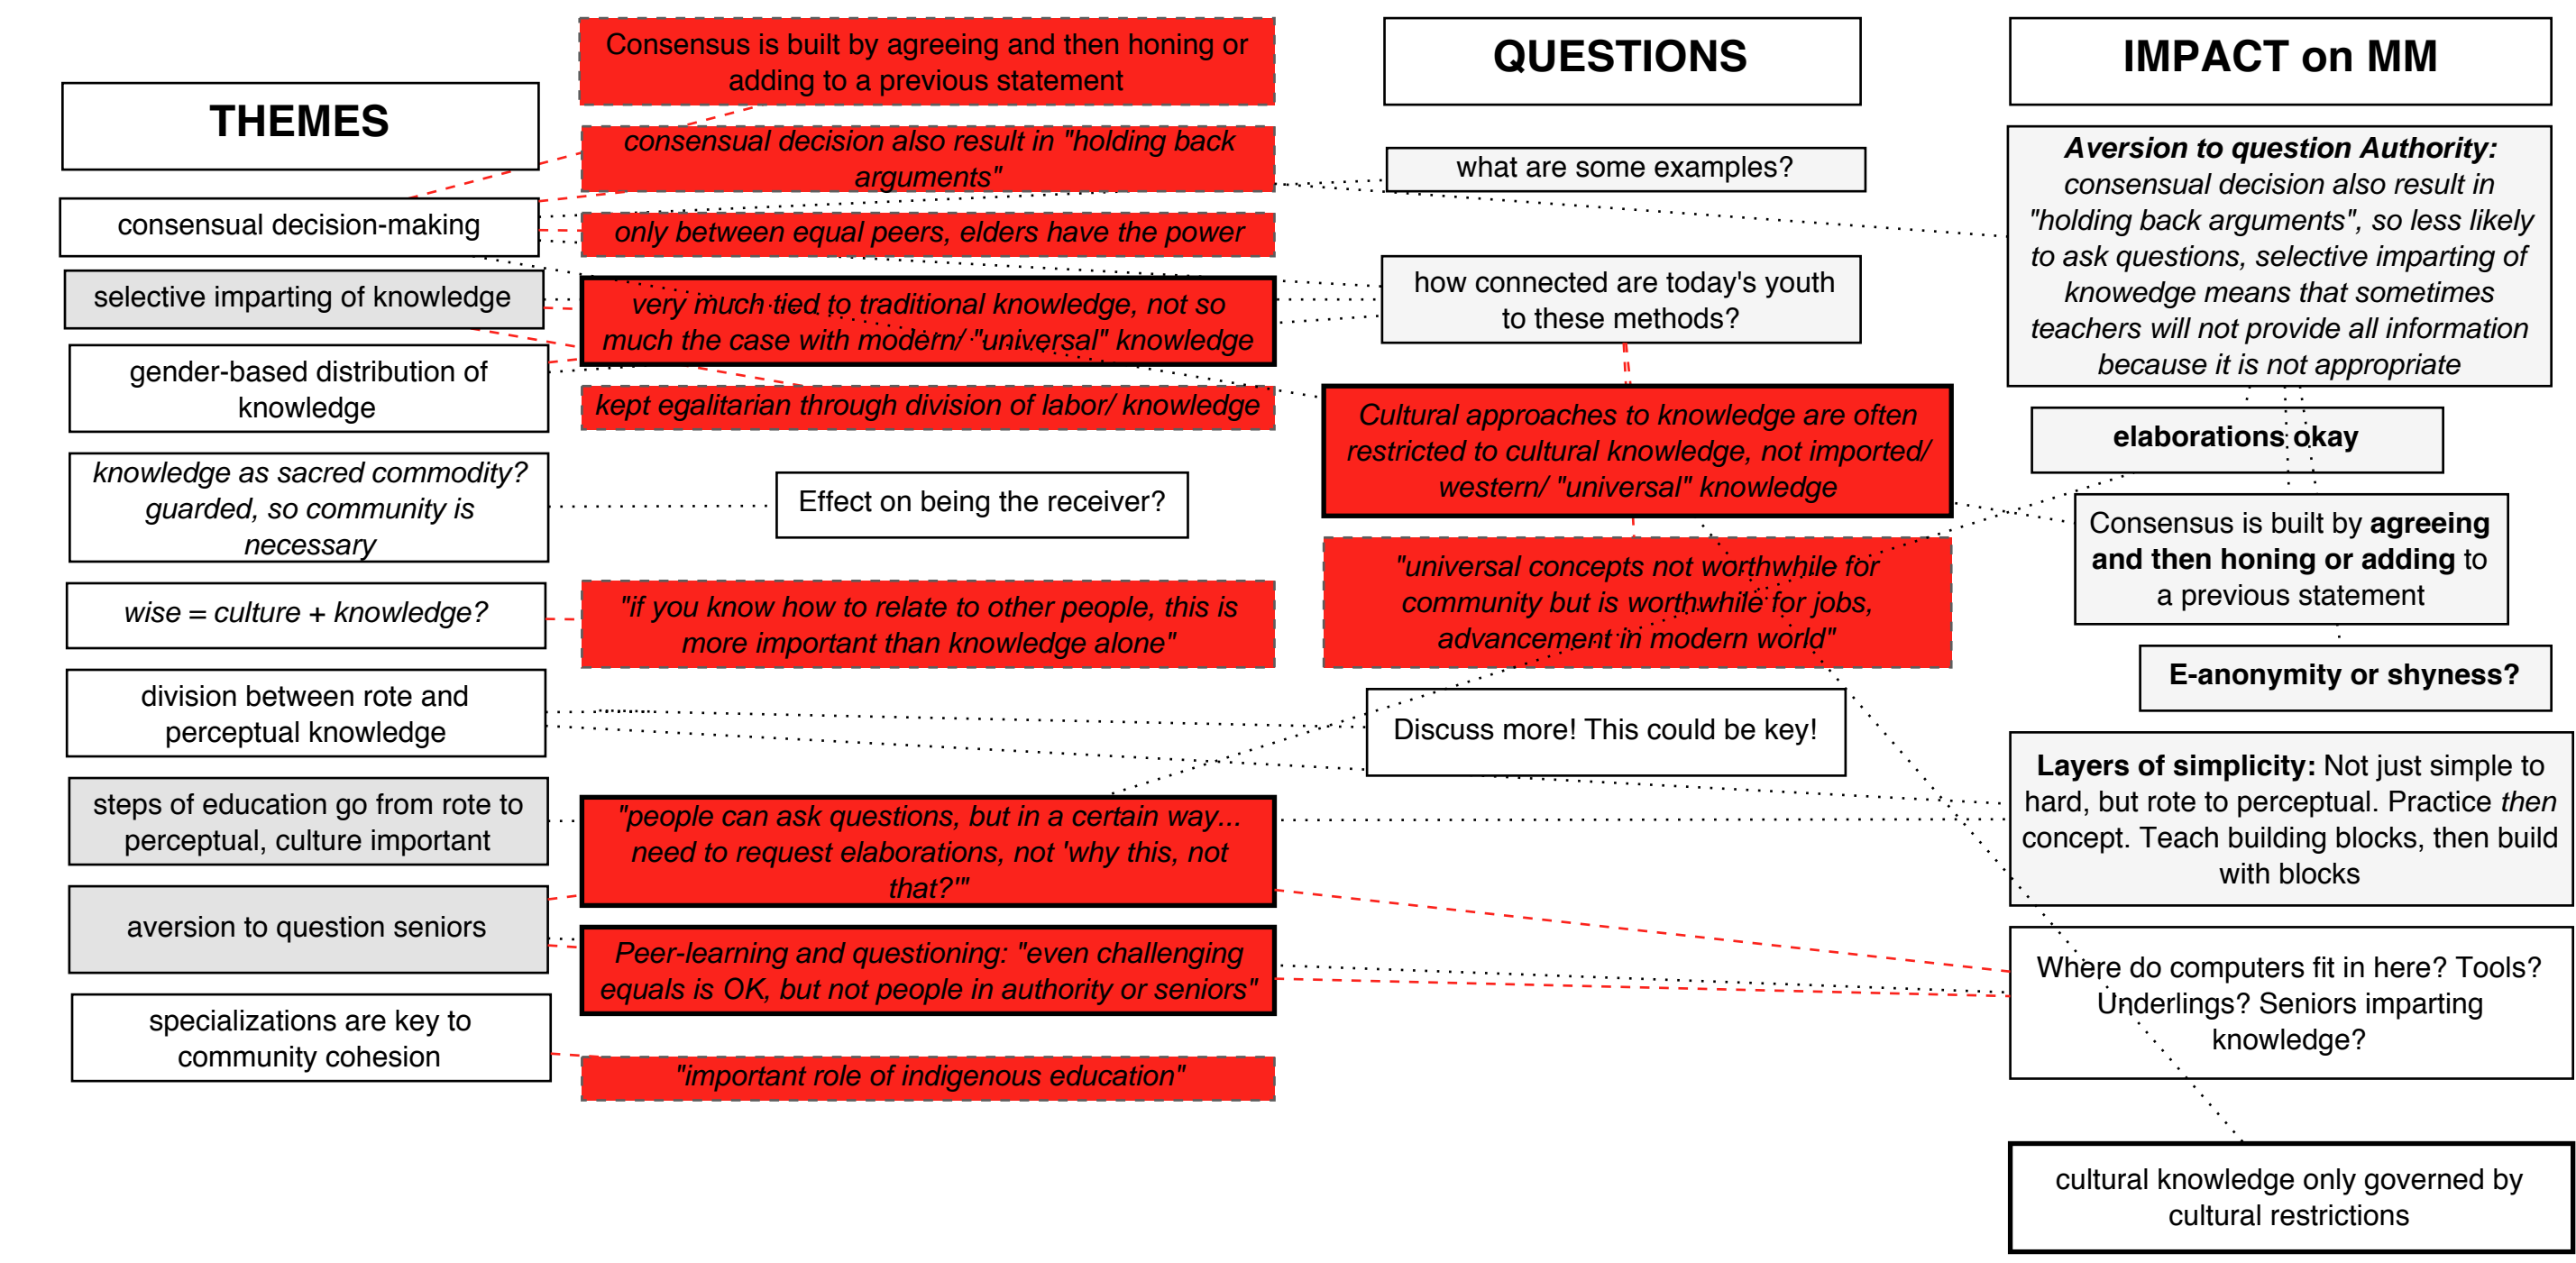 THEMES
consensual decision-making
selective imparting of knowledge
gender-based distribution of
knowledge
knowledge as sacred commodity?
guarded, so community is
necessary
wise = culture + knowledge?
division between rote and
perceptual knowledge
steps of education go from rote to
perceptual, culture important
aversion to question seniors
specializations are key to
community cohesion
Consensus is built by agreeing and then honing or
adding to a previous statement
consensual decision also result in "holding back
arguments"
only between equal peers, elders have the power
very much tied to traditional knowledge, not so
much the case with modern/ "universal" knowledge
kept egalitarian through division of labor/ knowledge
Effect on being the receiver?
"if you know how to relate to other people, this is
more important than knowledge alone"
"people can ask questions, but in a certain way...
need to request elaborations, not 'why this, not
that?'"
Peer-learning and questioning: "even challenging
equals is OK, but not people in authority or seniors"
"important role of indigenous education"
QUESTIONS
what are some examples?
how connected are today's youth
to these methods?
Cultural approaches to knowledge are often
restricted to cultural knowledge, not imported/
western/ "universal" knowledge
"universal concepts not worthwhile for
community but is worthwhile for jobs,
advancement in modern world"
Discuss more! This could be key!
IMPACT on MM
Aversion to question Authority:
consensual decision also result in
"holding back arguments", so less likely
to ask questions, selective imparting of
knowedge means that sometimes
teachers will not provide all information
because it is not appropriate
elaborations okay
Consensus is built by agreeing
and then honing or adding to
a previous statement
E-anonymity or shyness?
Layers of simplicity: Not just simple to
hard, but rote to perceptual. Practice then
concept. Teach building blocks, then build
with blocks
Where do computers fit in here? Tools?
Underlings? Seniors imparting
knowledge?
cultural knowledge only governed by
cultural restrictions